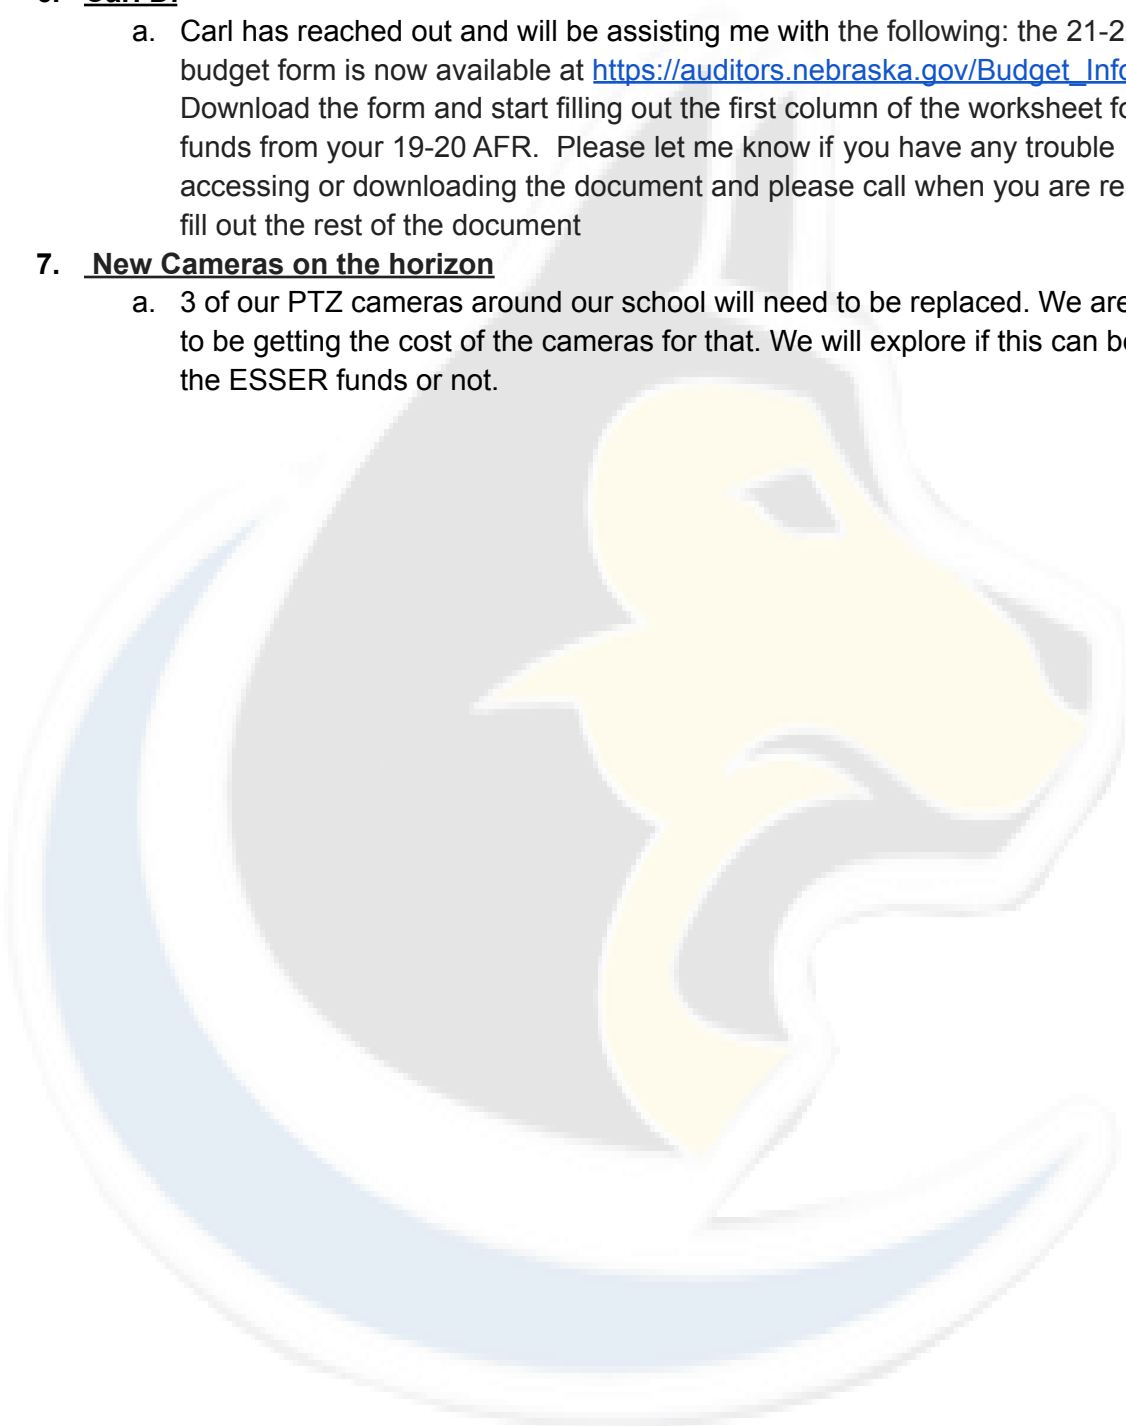 Carl D.
a. Carl has reached out and will be assisting me with the following: the 21-2
budget form is now available at https://auditors.nebraska.gov/Budget_Info
Download the form and start filling out the first column of the worksheet
funds from your 19-20 AFR. Please let me know if you have any trouble
accessing or downloading the document and please call when you are
fill out the rest of the document
7. New Cameras on the horizon
a. 3 of our PTZ cameras around our school will need to be replaced. We are
to be getting the cost of the cameras for that. We will explore if this can
the ESSER funds or not.